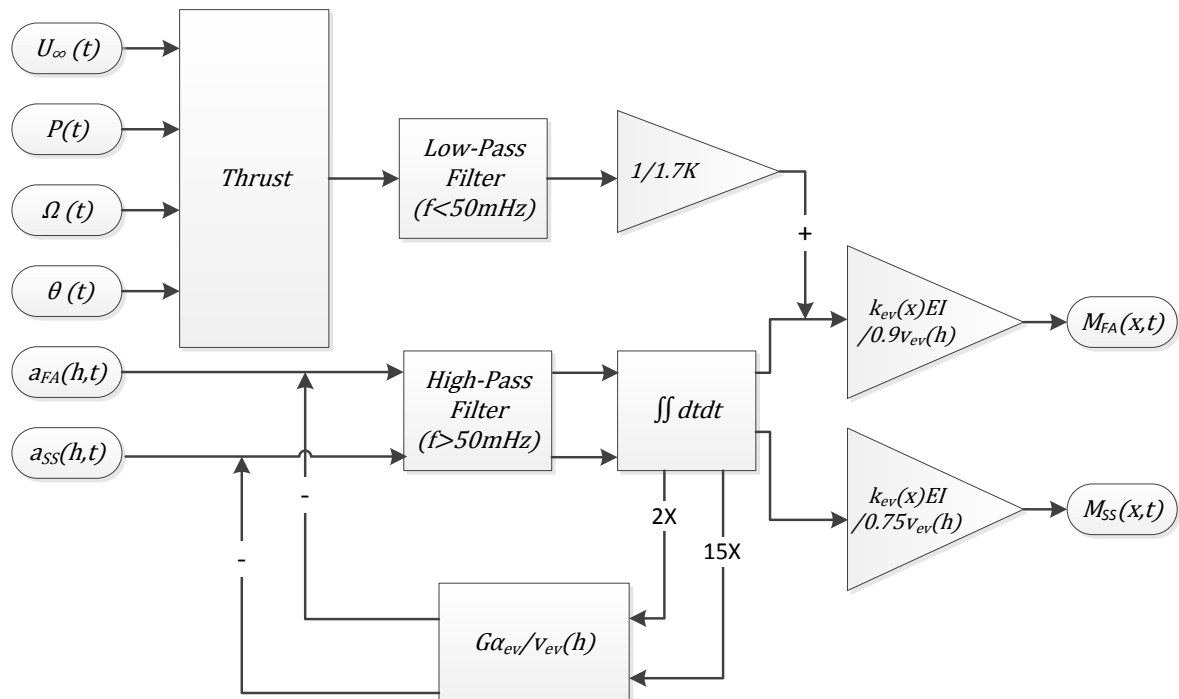 U∞ (t)
P(t)
Ω (t)
θ (t)
Thrust
Low-Pass
Filter
(f<50mHz)
1/1.7K
+
a_FA(h,t)
a_SS(h,t)
High-Pass
Filter
(f>50mHz)
∬ dtdt
k_ev(x)EI
/0.9v_ev(h)
M_FA(x,t)
k_ev(x)EI
/0.75v_ev(h)
M_SS(x,t)
-
-
2X
15X
Gα_ev/v_ev(h)